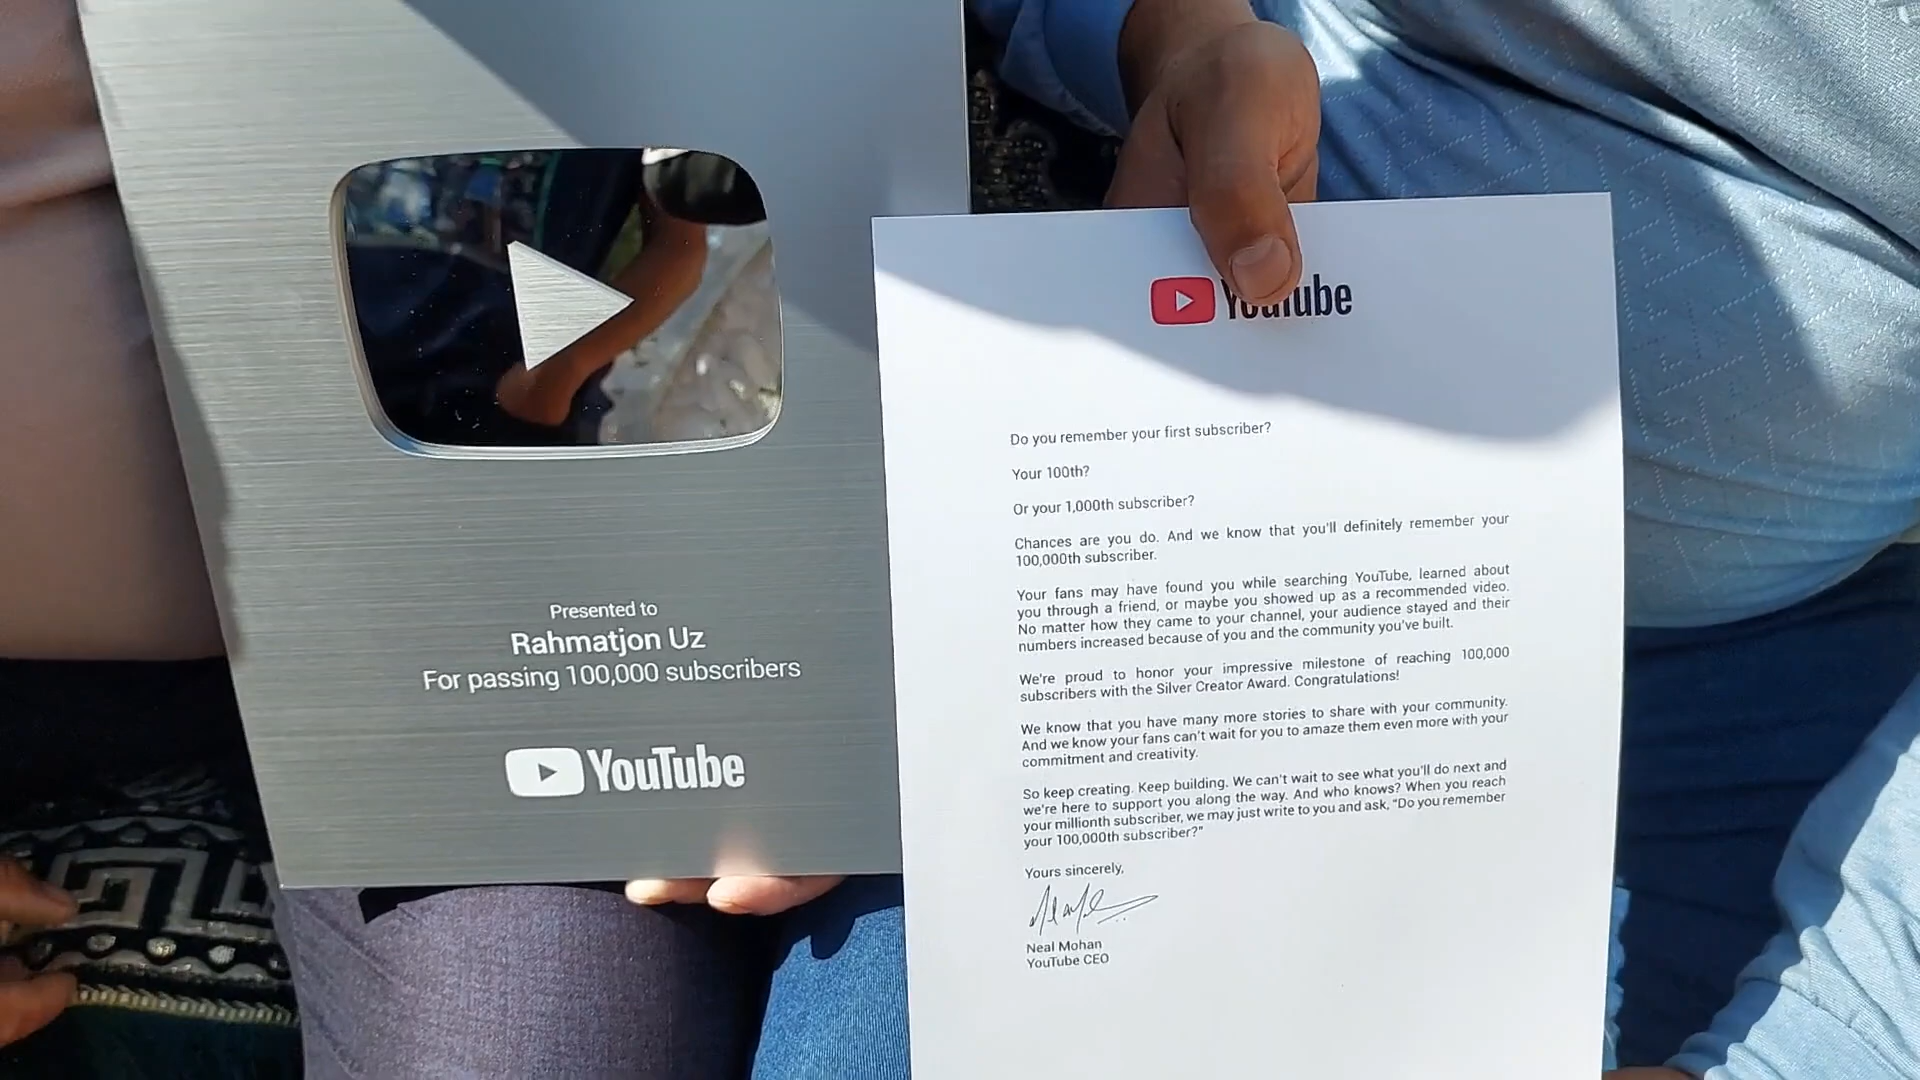 Presented to
Rahmatjon Uz
For passing 100,000 subscribers
YouTube
YouTube
Do you remember your first subscriber?
Your 100th?
Or your 1,000th subscriber?
Chances are you do. And we know that you'll definitely remember your
100,000th subscriber.
Your fans may have found you while searching YouTube, learned about
you through a friend, or maybe you showed up as a recommended video.
No matter how they came to your channel, your audience stayed and their
numbers increased because of you and the community you've built.
We're proud to honor your impressive milestone of reaching 100,000
subscribers with the Silver Creator Award. Congratulations!
We know that you have many more stories to share with your community.
And we know your fans can't wait for you to amaze them even more with your
commitment and creativity.
So keep creating. Keep building. We can't wait to see what you'll do next and
we're here to support you along the way. And who knows? When you reach
your millionth subscriber, we may just write to you and ask, "Do you remember
your 100,000th subscriber?"
Yours sincerely,
Neal Mohan
YouTube CEO